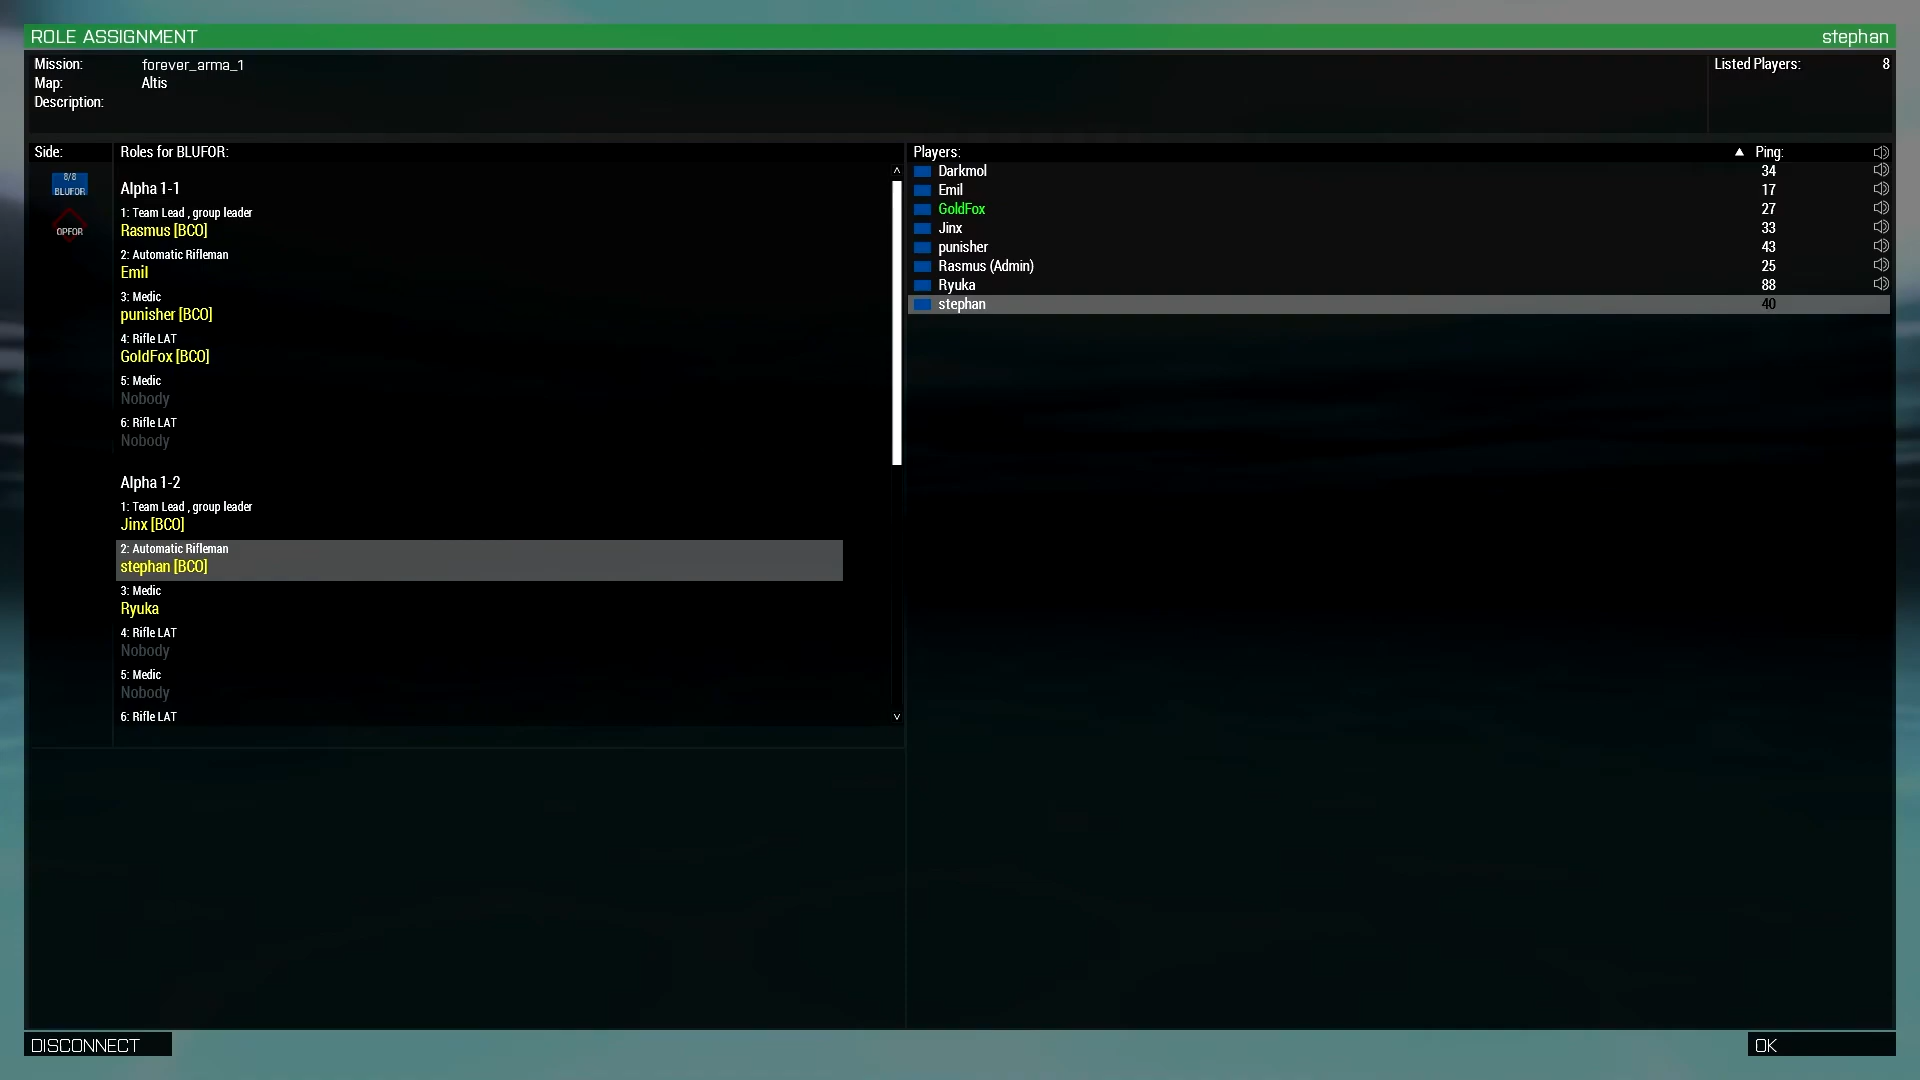 ROLE ASSIGNMENT
stephan
Mission: forever_arma_1
Map: Altis
Description:
Listed Players: 8
Side:
8/8
BLUFOR
OPFOR
Roles for BLUFOR:
Alpha 1-1
1: Team Lead , group leader
Rasmus [BCO]
2: Automatic Rifleman
Emil
3: Medic
punisher [BCO]
4: Rifle LAT
GoldFox [BCO]
5: Medic
Nobody
6: Rifle LAT
Nobody
Alpha 1-2
1: Team Lead , group leader
Jinx [BCO]
2: Automatic Rifleman
stephan [BCO]
3: Medic
Ryuka
4: Rifle LAT
Nobody
5: Medic
Nobody
6: Rifle LAT
Players: Ping:
Darkmol 34
Emil 17
GoldFox 27
Jinx 33
punisher 43
Rasmus (Admin) 25
Ryuka 88
stephan 40
DISCONNECT
OK